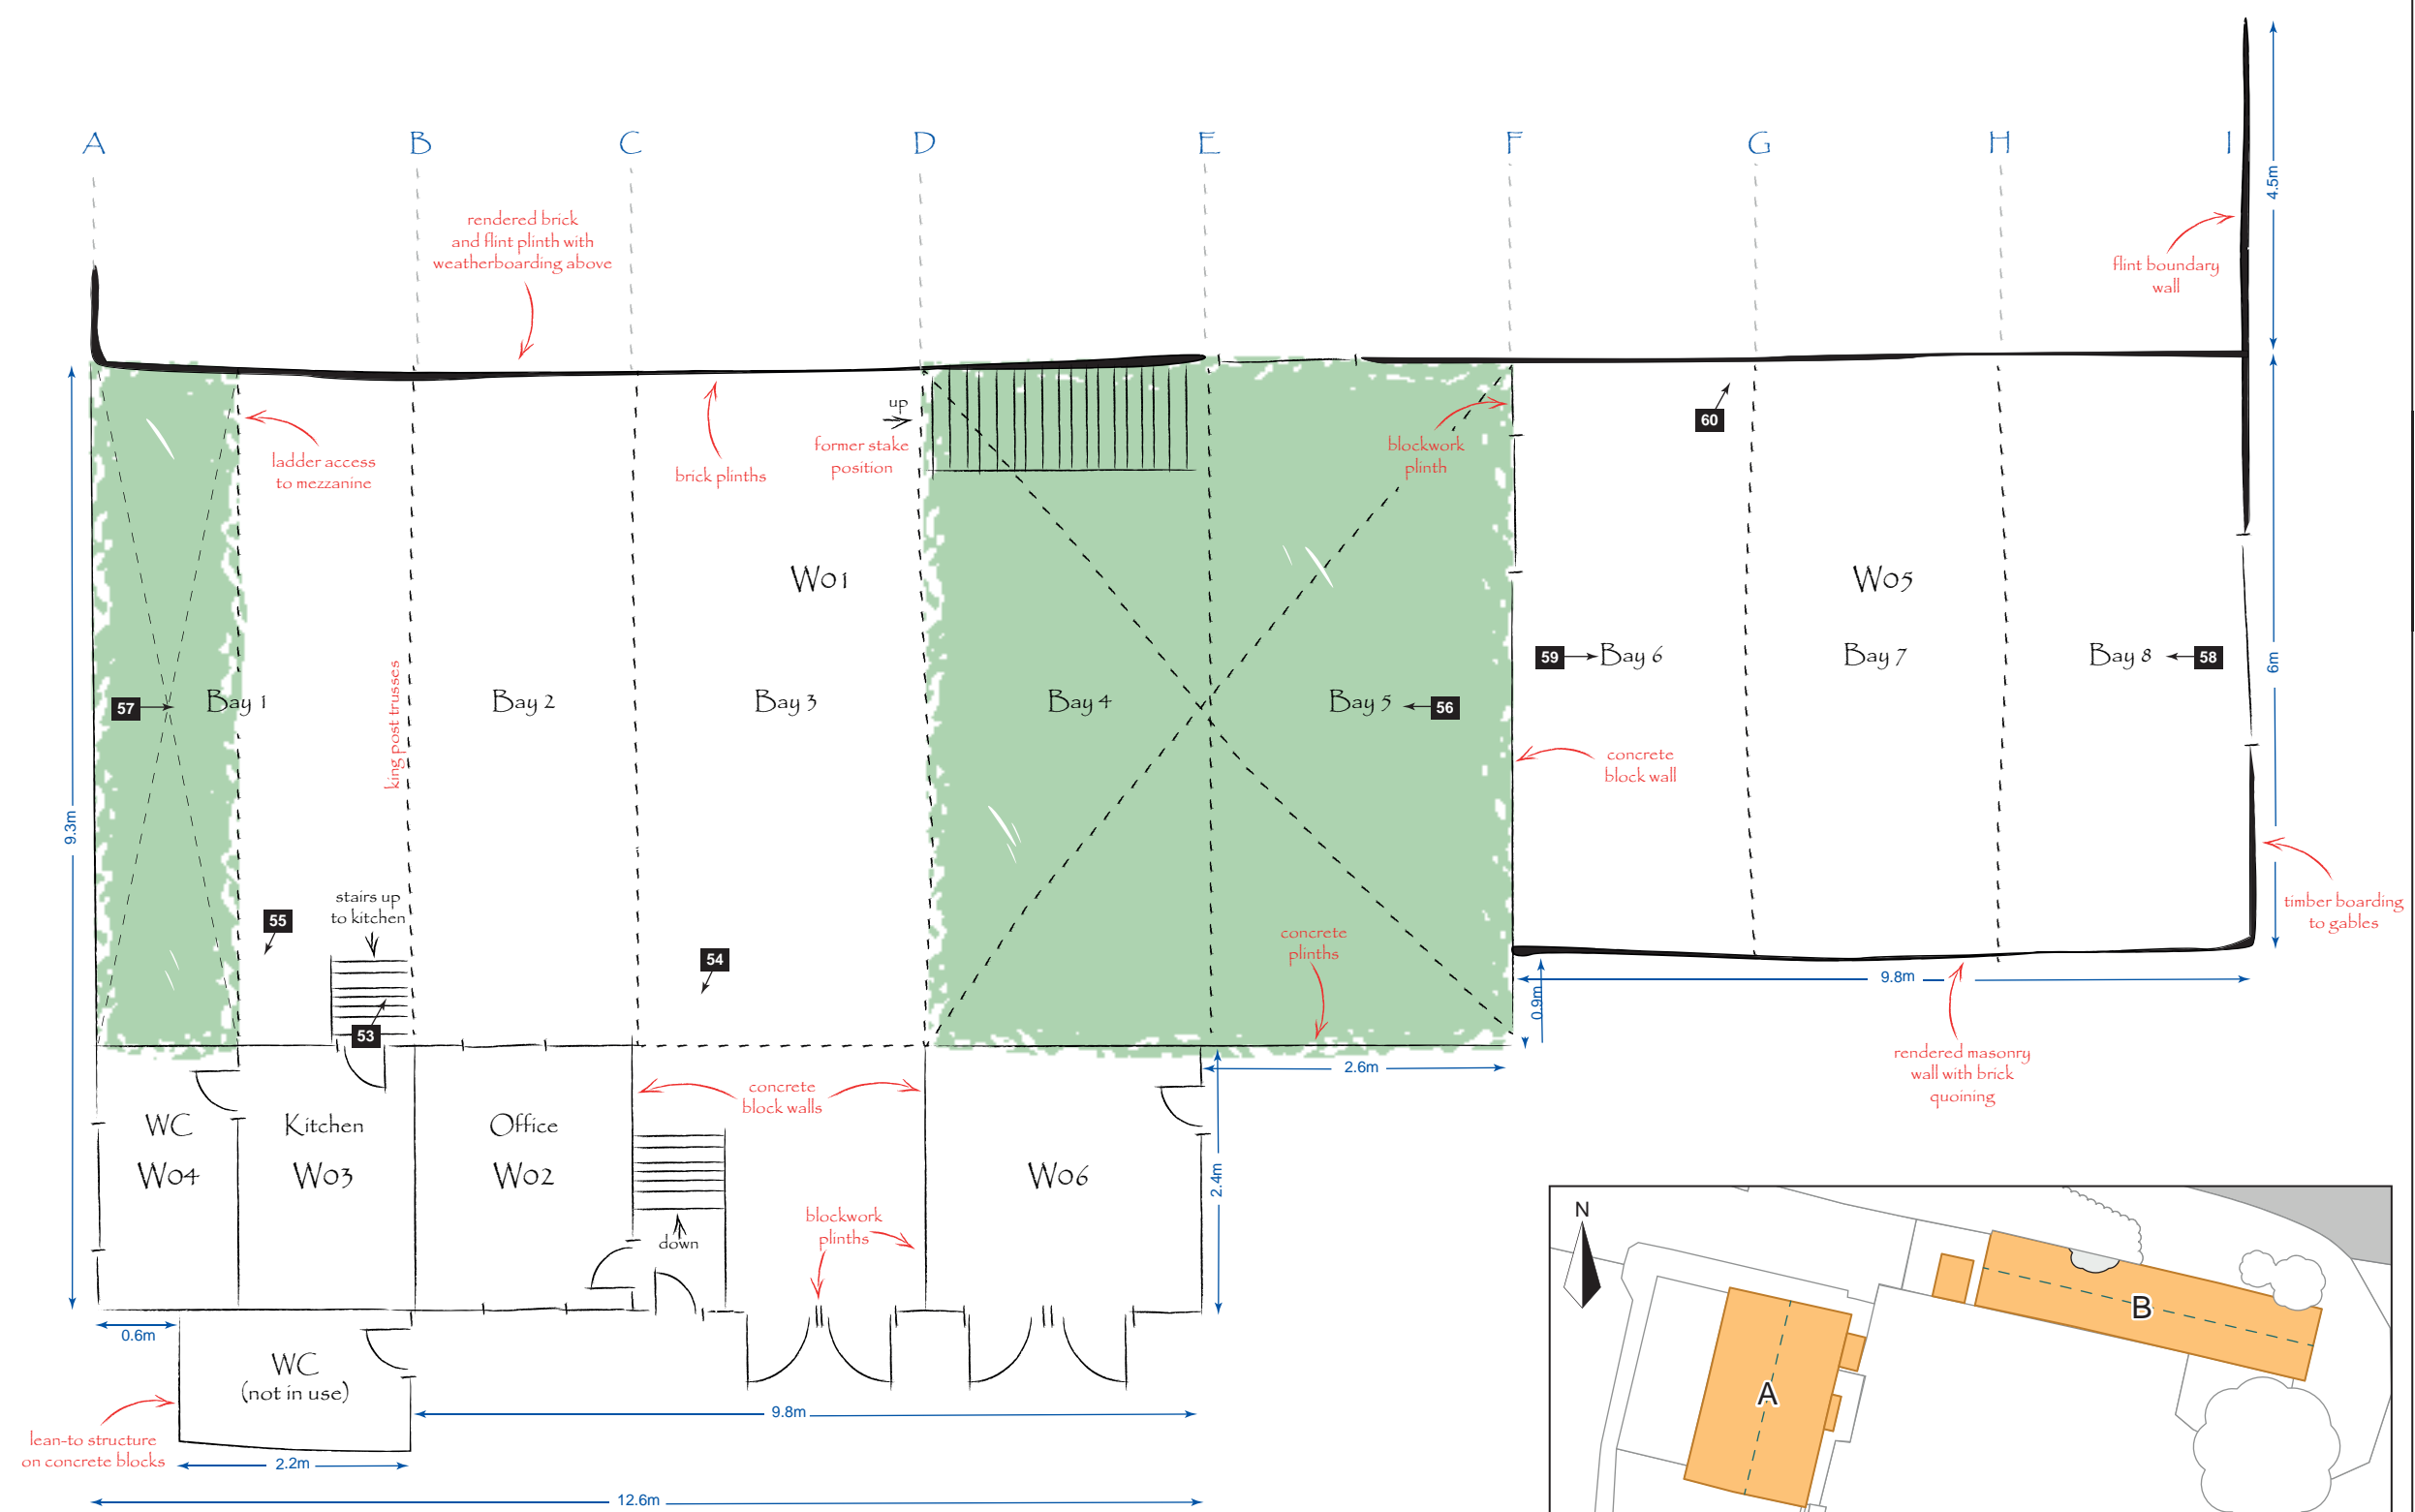 A B C D E F G H I
4.5m
rendered brick
and flint plinth with
weatherboarding above
flint boundary
wall
up
former stake
position
ladder access
to mezzanine
brick plinths
blockwork
plinth
60
W01
W05
king post trusses
57
Bay 1
Bay 2
Bay 3
Bay 4
Bay 5
56
59
Bay 6
Bay 7
Bay 8
58
6m
9.3m
concrete
block wall
stairs up
to kitchen
55
54
53
concrete
plinths
timber boarding
to gables
9.8m
0.9m
2.6m
rendered masonry
wall with brick
quoining
concrete
block walls
WC
W04
Kitchen
W03
Office
W02
W06
2.4m
down
blockwork
plinths
0.6m
WC
(not in use)
lean-to structure
on concrete blocks
2.2m
9.8m
12.6m
N
A
B